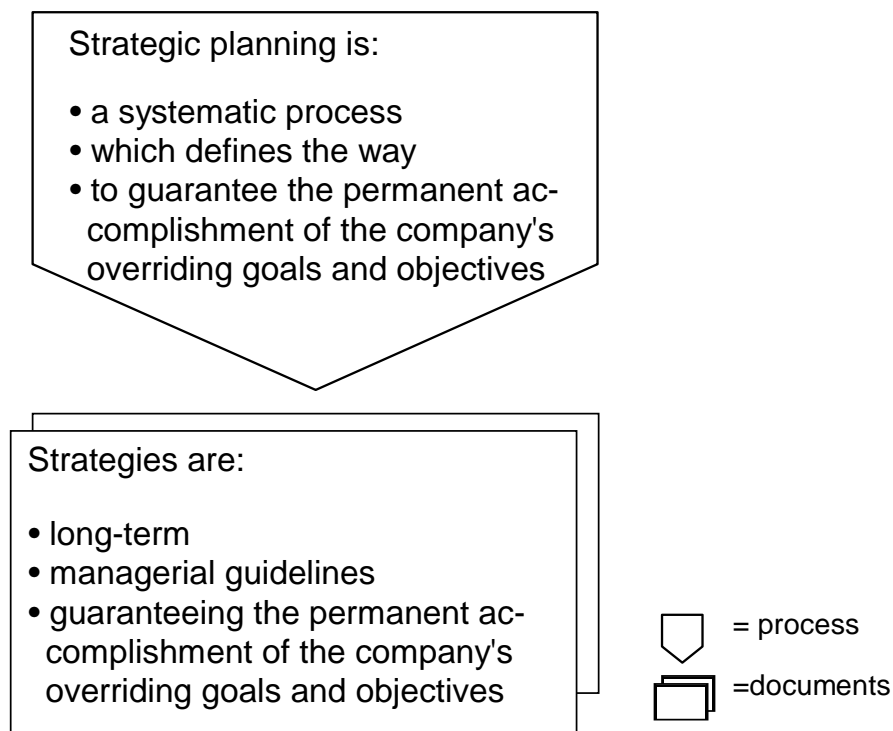 Strategic planning is:
• a systematic process
• which defines the way
• to guarantee the permanent ac-
complishment of the company's
overriding goals and objectives
Strategies are:
• long-term
• managerial guidelines
• guaranteeing the permanent ac-
complishment of the company's
overriding goals and objectives
= process
=documents